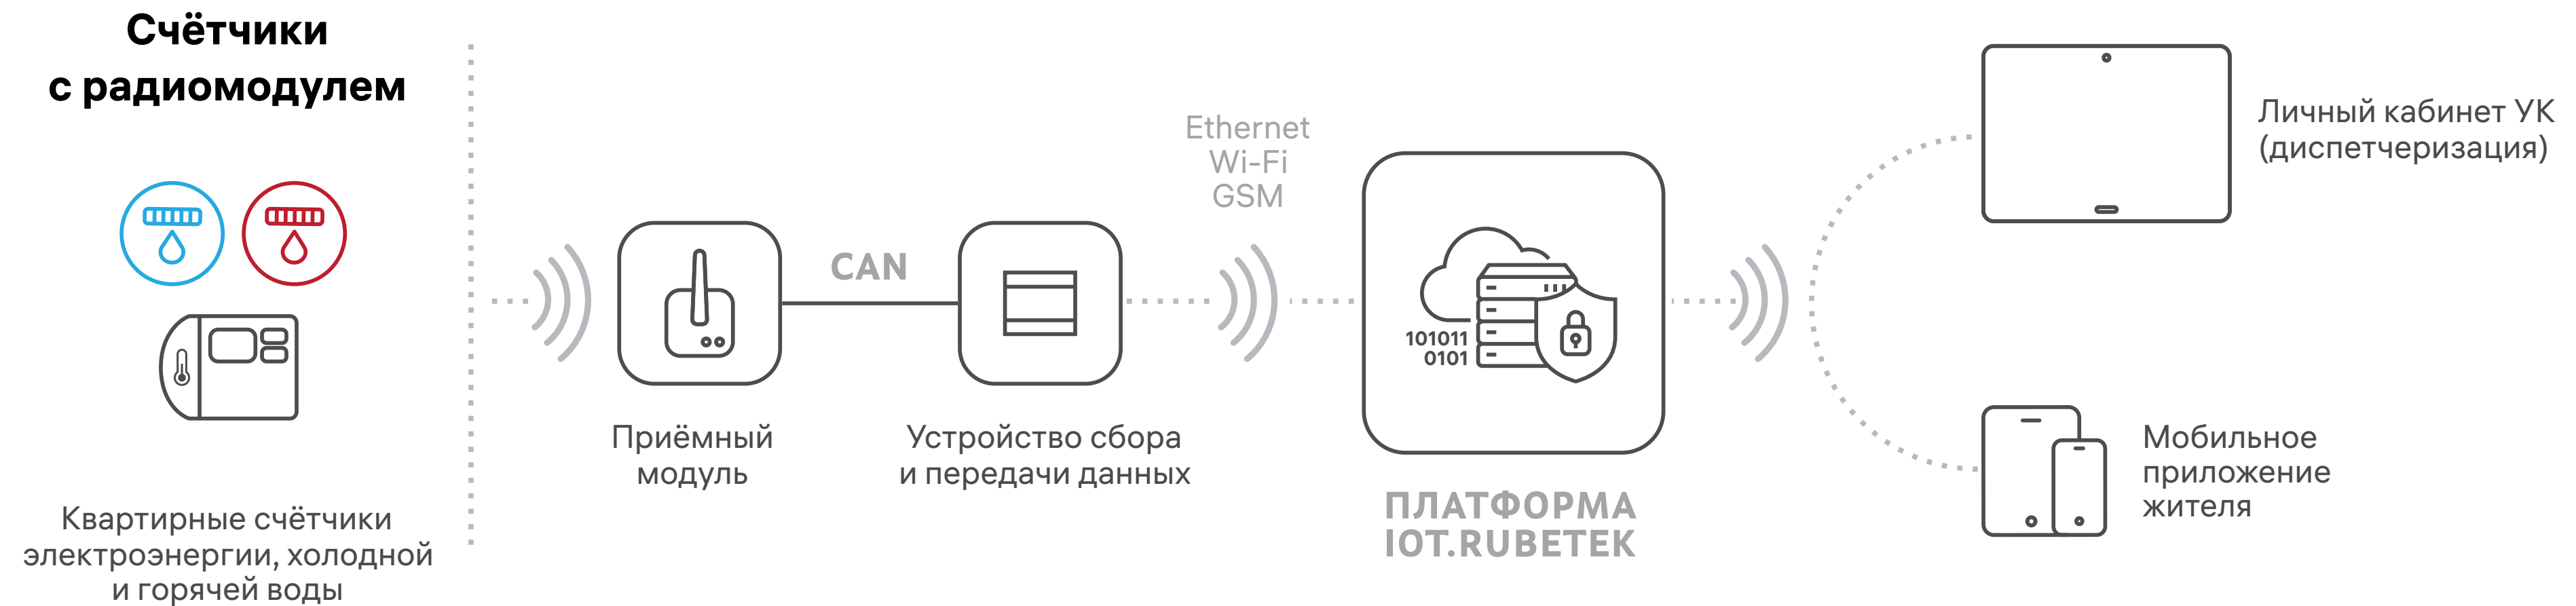 Счётчики
с радиомодулем
Квартирные счётчики
электроэнергии, холодной
и горячей воды
Приёмный
модуль
CAN
Устройство сбора
и передачи данных
Ethernet
Wi-Fi
GSM
101011
0101
ПЛАТФОРМА
IOT.RUBETEK
Личный кабинет УК
(диспетчеризация)
Мобильное
приложение
жителя